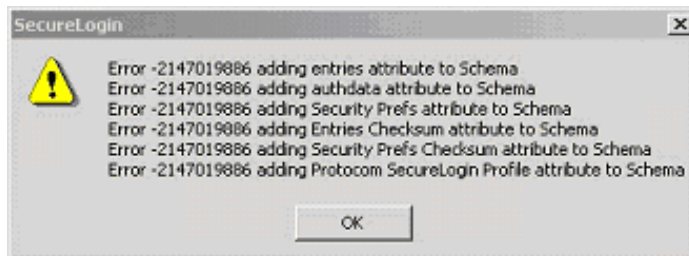 SecureLogin
Error -2147019886 adding entries attribute to Schema
Error -2147019886 adding authdata attribute to Schema
Error -2147019886 adding Security Prefs attribute to Schema
Error -2147019886 adding Entries Checksum attribute to Schema
Error -2147019886 adding Security Prefs Checksum attribute to Schema
Error -2147019886 adding Protocom SecureLogin Profile attribute to Schema
OK